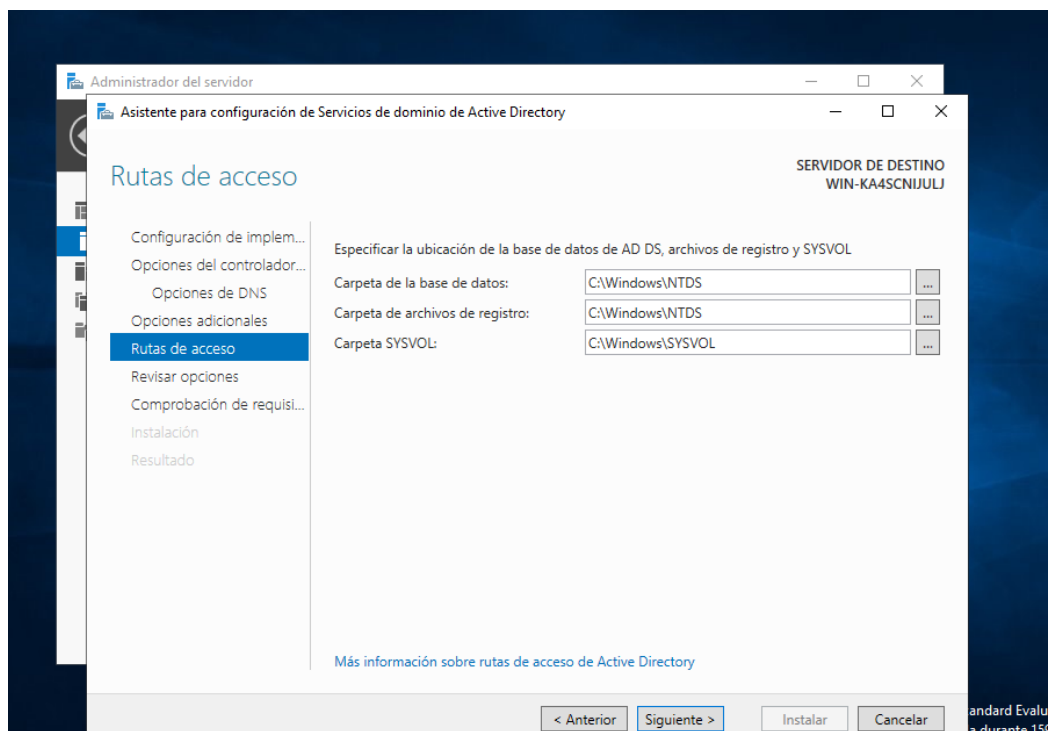 Administrador del servidor
Asistente para configuración de Servicios de dominio de Active Directory
Rutas de acceso
SERVIDOR DE DESTINO
WIN-KA4SCNIJULJ
Configuración de implem...
Opciones del controlador...
Opciones de DNS
Opciones adicionales
Rutas de acceso
Revisar opciones
Comprobación de requisi...
Instalación
Resultado
Especificar la ubicación de la base de datos de AD DS, archivos de registro y SYSVOL
Carpeta de la base de datos: C:\Windows\NTDS ...
Carpeta de archivos de registro: C:\Windows\NTDS ...
Carpeta SYSVOL: C:\Windows\SYSVOL ...
Más información sobre rutas de acceso de Active Directory
< Anterior Siguiente > Instalar Cancelar
andard Evalu
a durante 159